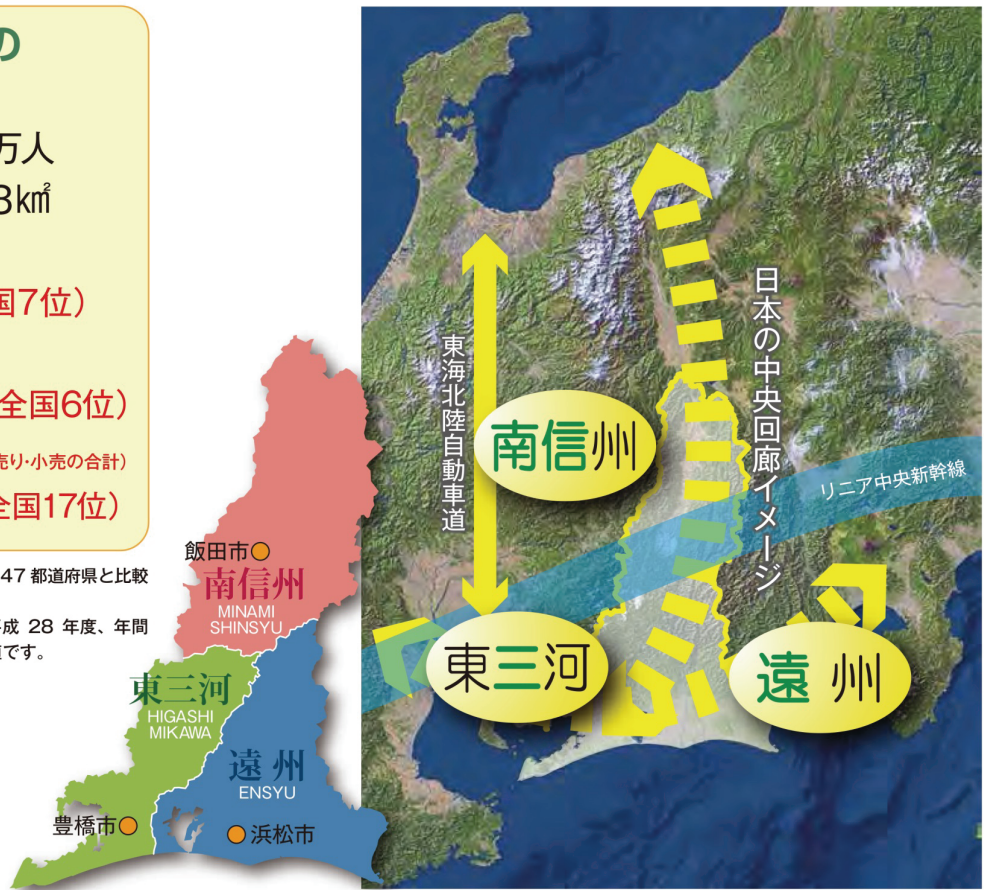 の
万人
3km²
国7位）
全国6位）
売り・小売の合計）
全国17位）
47 都道府県と比較
成 28 年度、年間
値です。
飯田市
南信州
MINAMI
SHINSYU
東三河
HIGASHI
MIKAWA
遠州
ENSYU
豊橋市
浜松市
東海北陸自動車道
日本の中央回廊イメージ
リニア中央新幹線
南信州
東三河
遠州